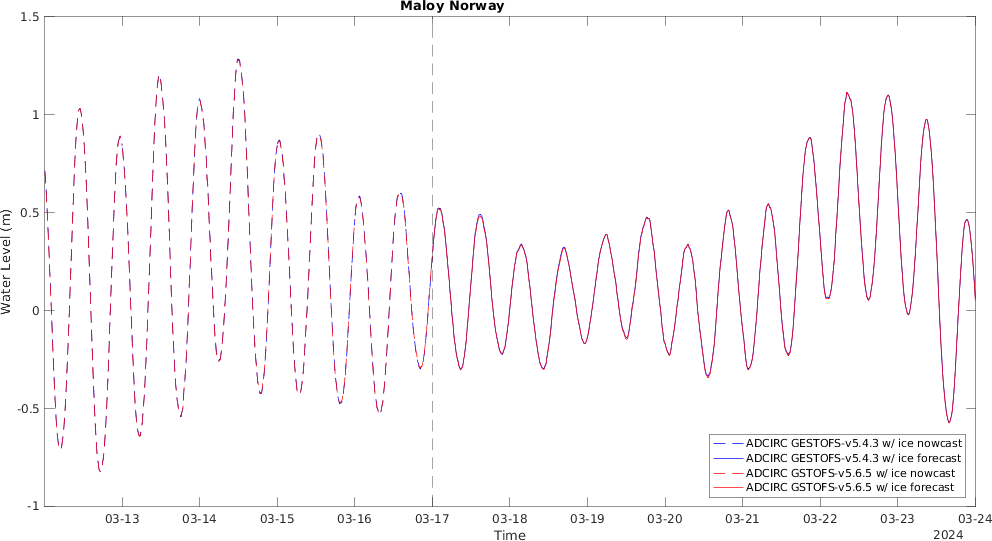 Maloy Norway
1.5
1
0.5
0
-0.5
-1
Water Level (m)
03-13
03-14
03-15
03-16
03-17
03-18
03-19
03-20
03-21
03-22
03-23
03-24
Time
2024
ADCIRC GESTOFS-v5.4.3 w/ ice nowcast
ADCIRC GESTOFS-v5.4.3 w/ ice forecast
ADCIRC GSTOFS-v5.6.5 w/ ice nowcast
ADCIRC GSTOFS-v5.6.5 w/ ice forecast